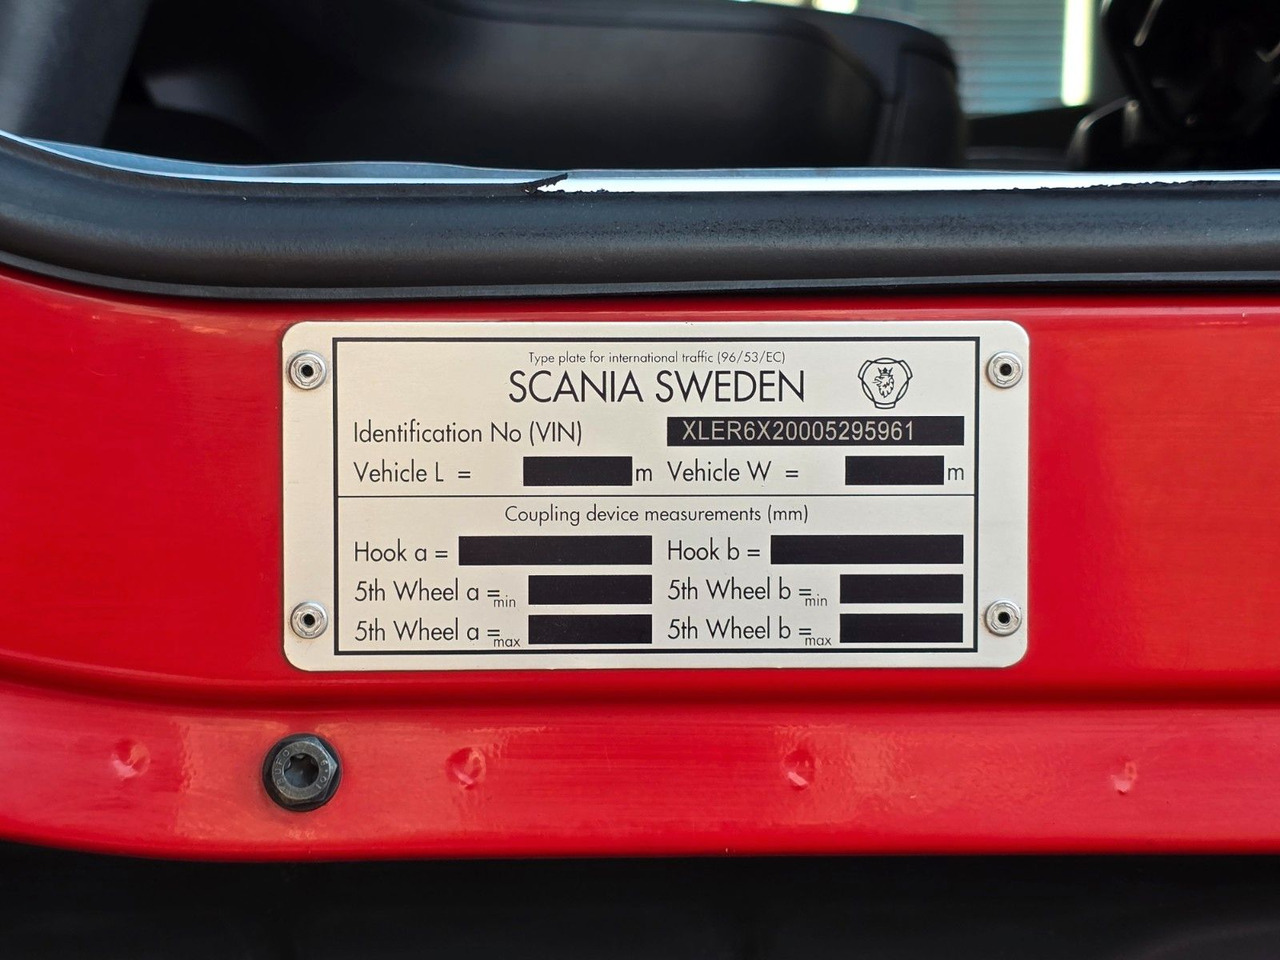 Type plate for international traffic (96/53/EC)
SCANIA SWEDEN
Identification No (VIN) XLER6X20005295961
Vehicle L = m Vehicle W = m
Coupling device measurements (mm)
Hook a = Hook b =
5th Wheel a = min 5th Wheel b = min
5th Wheel a = max 5th Wheel b = max